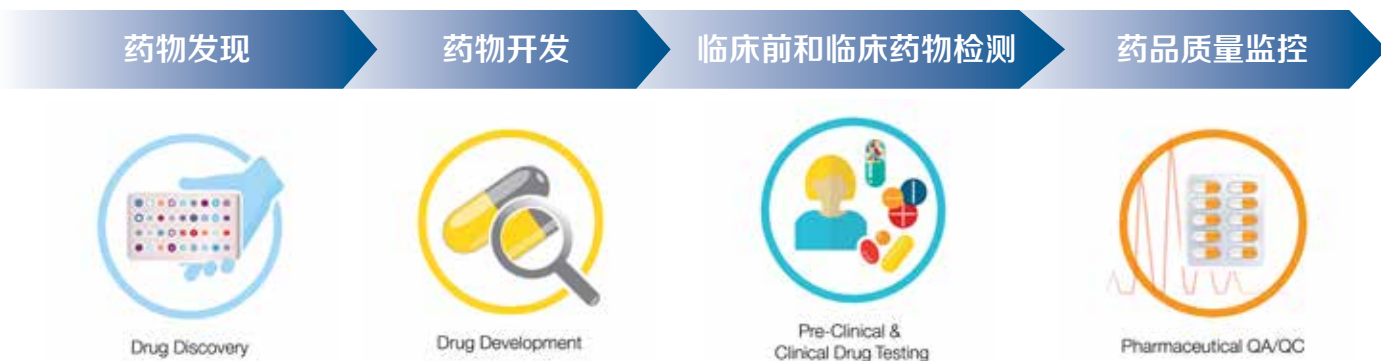 药物发现
药物开发
临床前和临床药物检测
药品质量监控
Drug Discovery
Drug Development
Pre-Clinical &
Clinical Drug Testing
Pharmaceutical QA/QC